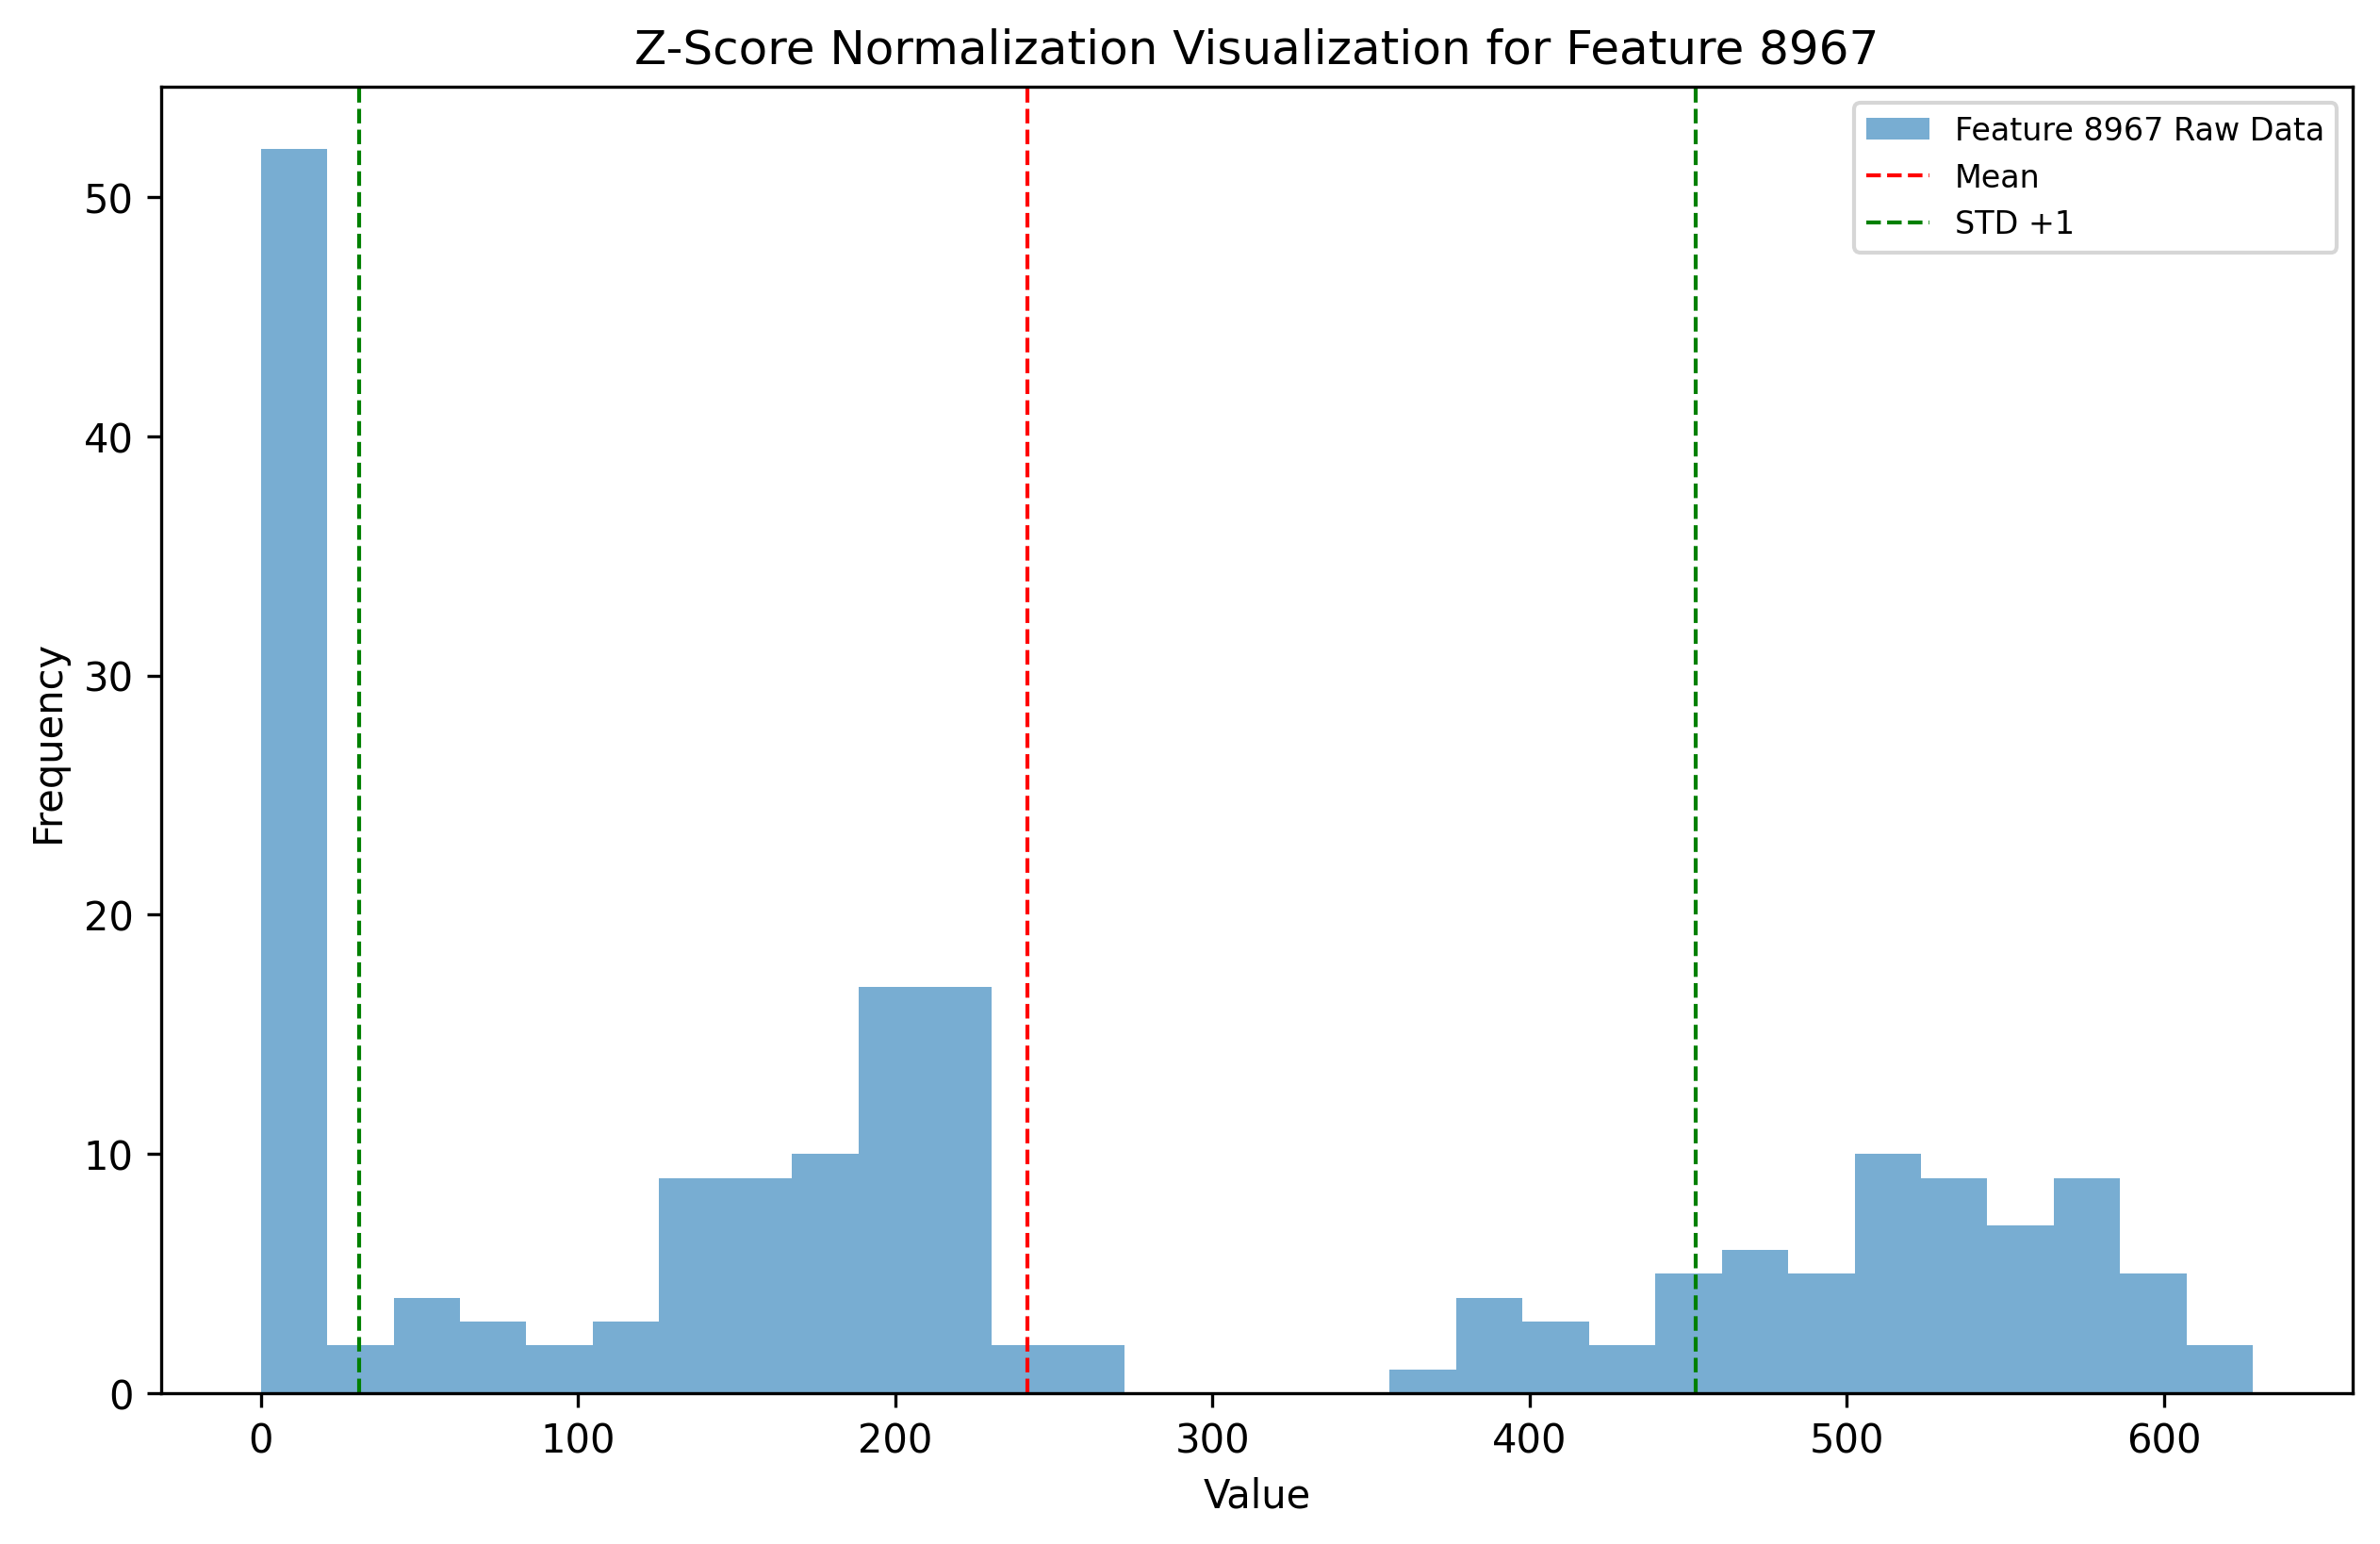 Z-Score Normalization Visualization for Feature 8967
Feature 8967 Raw Data
Mean
STD +1
50
40
30
20
10
0
Frequency
0 100 200 300 400 500 600
Value